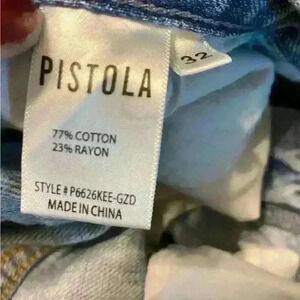 PISTOLA
32
77% COTTON
23% RAYON
STYLE # P6626KEE-GZD
MADE IN CHINA